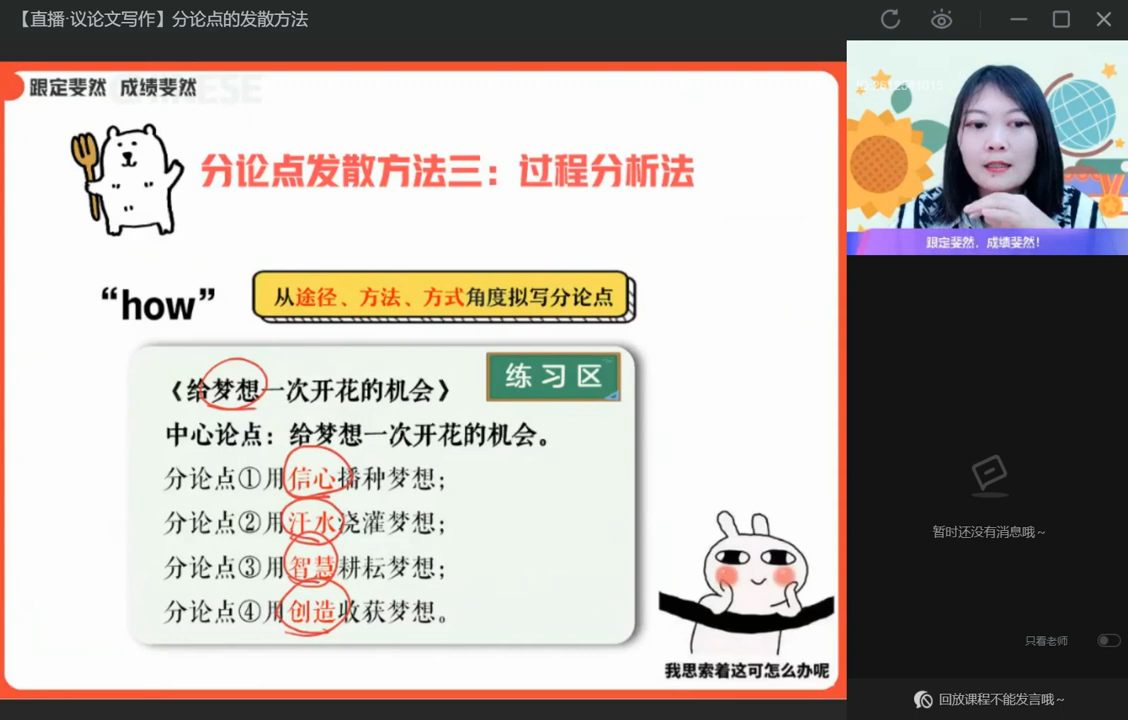 【直播·议论文写作】分论点的发散方法
跟定斐然 成绩斐然
分论点发散方法三：过程分析法
“how”
从途径、方法、方式角度拟写分论点
练习区
《给梦想一次开花的机会》
中心论点：给梦想一次开花的机会。
分论点①用信心播种梦想；
分论点②用汗水浇灌梦想；
分论点③用智慧耕耘梦想；
分论点④用创造收获梦想。
我思索着这可怎么办呢
跟定斐然，成绩斐然！
暂时还没有消息哦～
只看老师
回放课程不能发言哦～